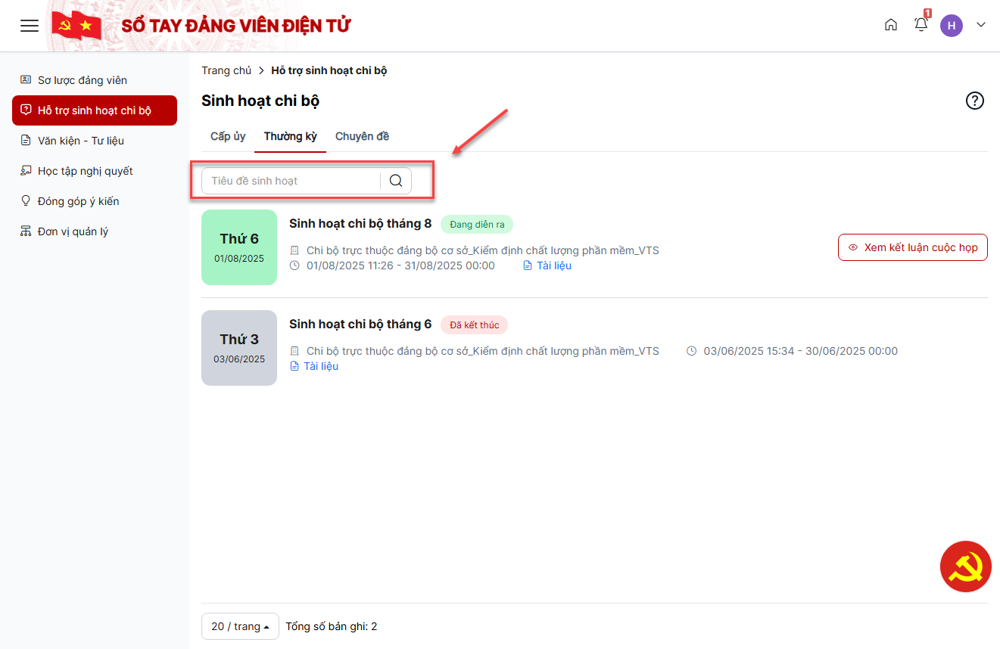 SỔ TAY ĐẢNG VIÊN ĐIỆN TỬ
1
H
Sơ lược đảng viên
Hỗ trợ sinh hoạt chi bộ
Văn kiện - Tư liệu
Học tập nghị quyết
Đóng góp ý kiến
Đơn vị quản lý
Trang chủ > Hỗ trợ sinh hoạt chi bộ
Sinh hoạt chi bộ
Cấp ủy Thường kỳ Chuyên đề
Tiêu đề sinh hoạt
Thứ 6
01/08/2025
Sinh hoạt chi bộ tháng 8 Đang diễn ra
Chi bộ trực thuộc đảng bộ cơ sở_Kiểm định chất lượng phần mềm_VTS
01/08/2025 11:26 - 31/08/2025 00:00 Tài liệu
Xem kết luận cuộc họp
Thứ 3
03/06/2025
Sinh hoạt chi bộ tháng 6 Đã kết thúc
Chi bộ trực thuộc đảng bộ cơ sở_Kiểm định chất lượng phần mềm_VTS 03/06/2025 15:34 - 30/06/2025 00:00
Tài liệu
20 / trang Tổng số bản ghi: 2